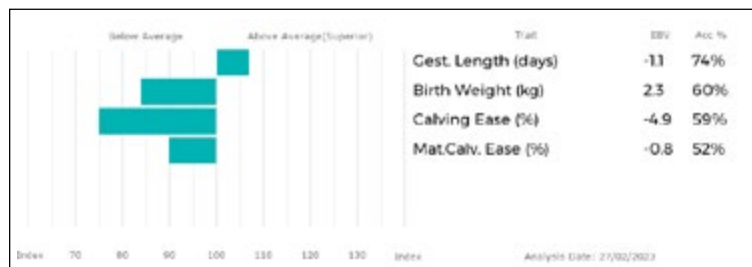 Below Average Above Average(Superior) Trait EBV Acc %
Gest. Length (days) -1.1 74%
Birth Weight (kg) 2.3 60%
Calving Ease (%) -4.9 59%
Mat.Calv. Ease (%) -0.8 52%
Index 70 80 90 100 110 120 130 Index Analysis Date: 27/02/2023